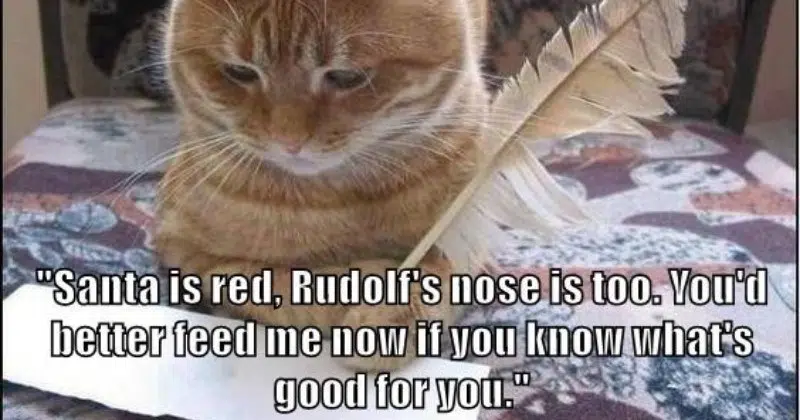 "Santa is red, Rudolf's nose is too. You'd
better feed me now if you know what's
good for you."